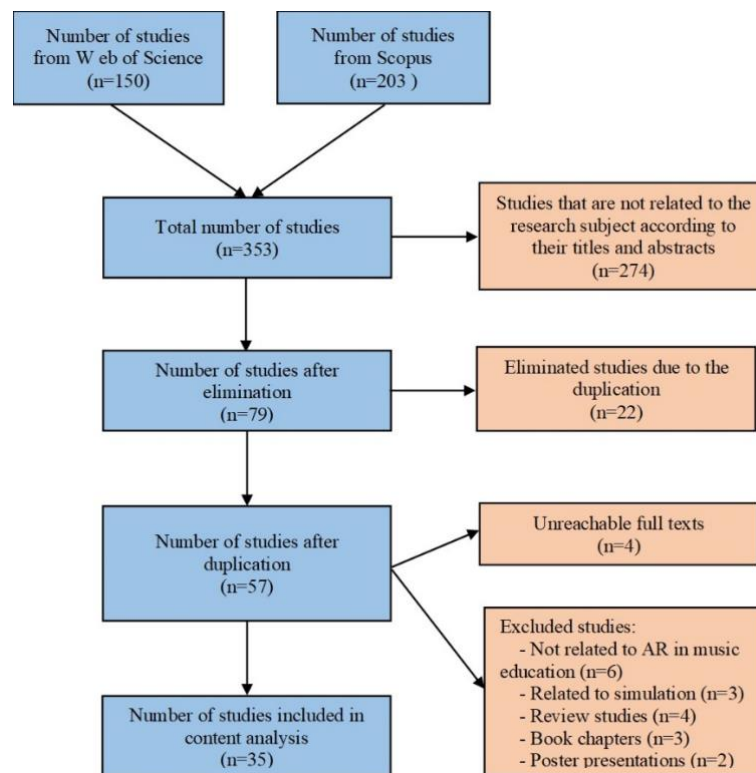 Number of studies
from W eb of Science
(n=150)
Number of studies
from Scopus
(n=203 )
Total number of studies
(n=353)
Studies that are not related to the
research subject according to
their titles and abstracts
(n=274)
Number of studies after
elimination
(n=79)
Eliminated studies due to the
duplication
(n=22)
Number of studies after
duplication
(n=57)
Unreachable full texts
(n=4)
Excluded studies:
- Not related to AR in music
education (n=6)
- Related to simulation (n=3)
- Review studies (n=4)
- Book chapters (n=3)
- Poster presentations (n=2)
Number of studies included in
content analysis
(n=35)